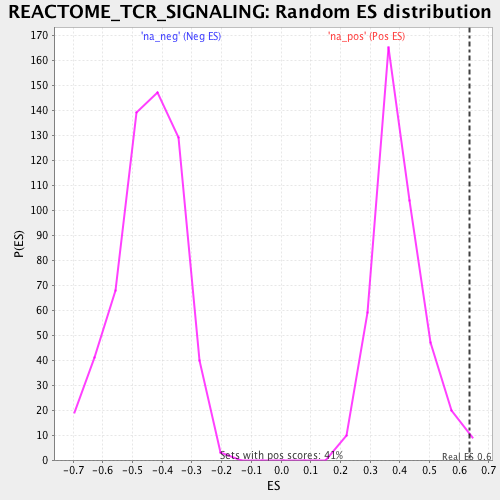 REACTOME_TCR_SIGNALING: Random ES distribution
'na_neg' (Neg ES) 'na_pos' (Pos ES)
170
160
150
140
130
120
110
100
90
80
70
60
50
40
30
20
10
0
P(ES)
Sets with pos scores: 41%
Real ES 0.6
-0.7 -0.6 -0.5 -0.4 -0.3 -0.2 -0.1 0.0 0.1 0.2 0.3 0.4 0.5 0.6 0.7
ES